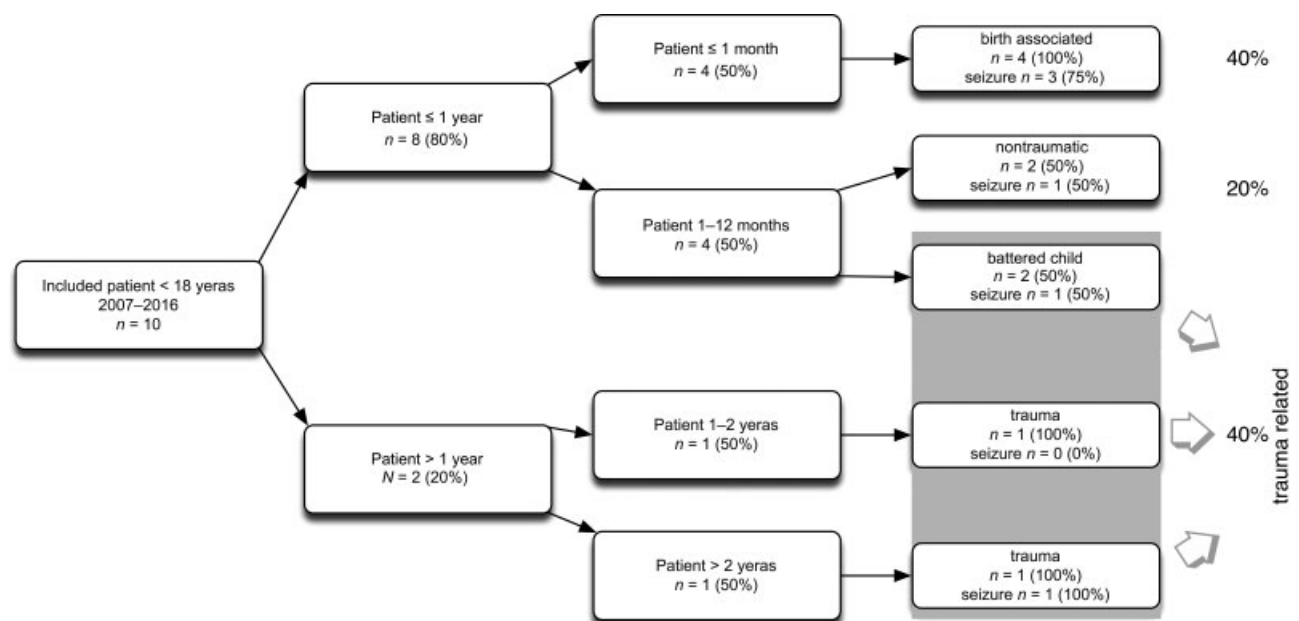 Included patient < 18 yeras
2007–2016
n = 10
Patient ≤ 1 year
n = 8 (80%)
Patient > 1 year
N = 2 (20%)
Patient ≤ 1 month
n = 4 (50%)
Patient 1–12 months
n = 4 (50%)
Patient 1–2 yeras
n = 1 (50%)
Patient > 2 yeras
n = 1 (50%)
birth associated
n = 4 (100%)
seizure n = 3 (75%)
nontraumatic
n = 2 (50%)
seizure n = 1 (50%)
battered child
n = 2 (50%)
seizure n = 1 (50%)
trauma
n = 1 (100%)
seizure n = 0 (0%)
trauma
n = 1 (100%)
seizure n = 1 (100%)
40%
20%
40%
trauma related